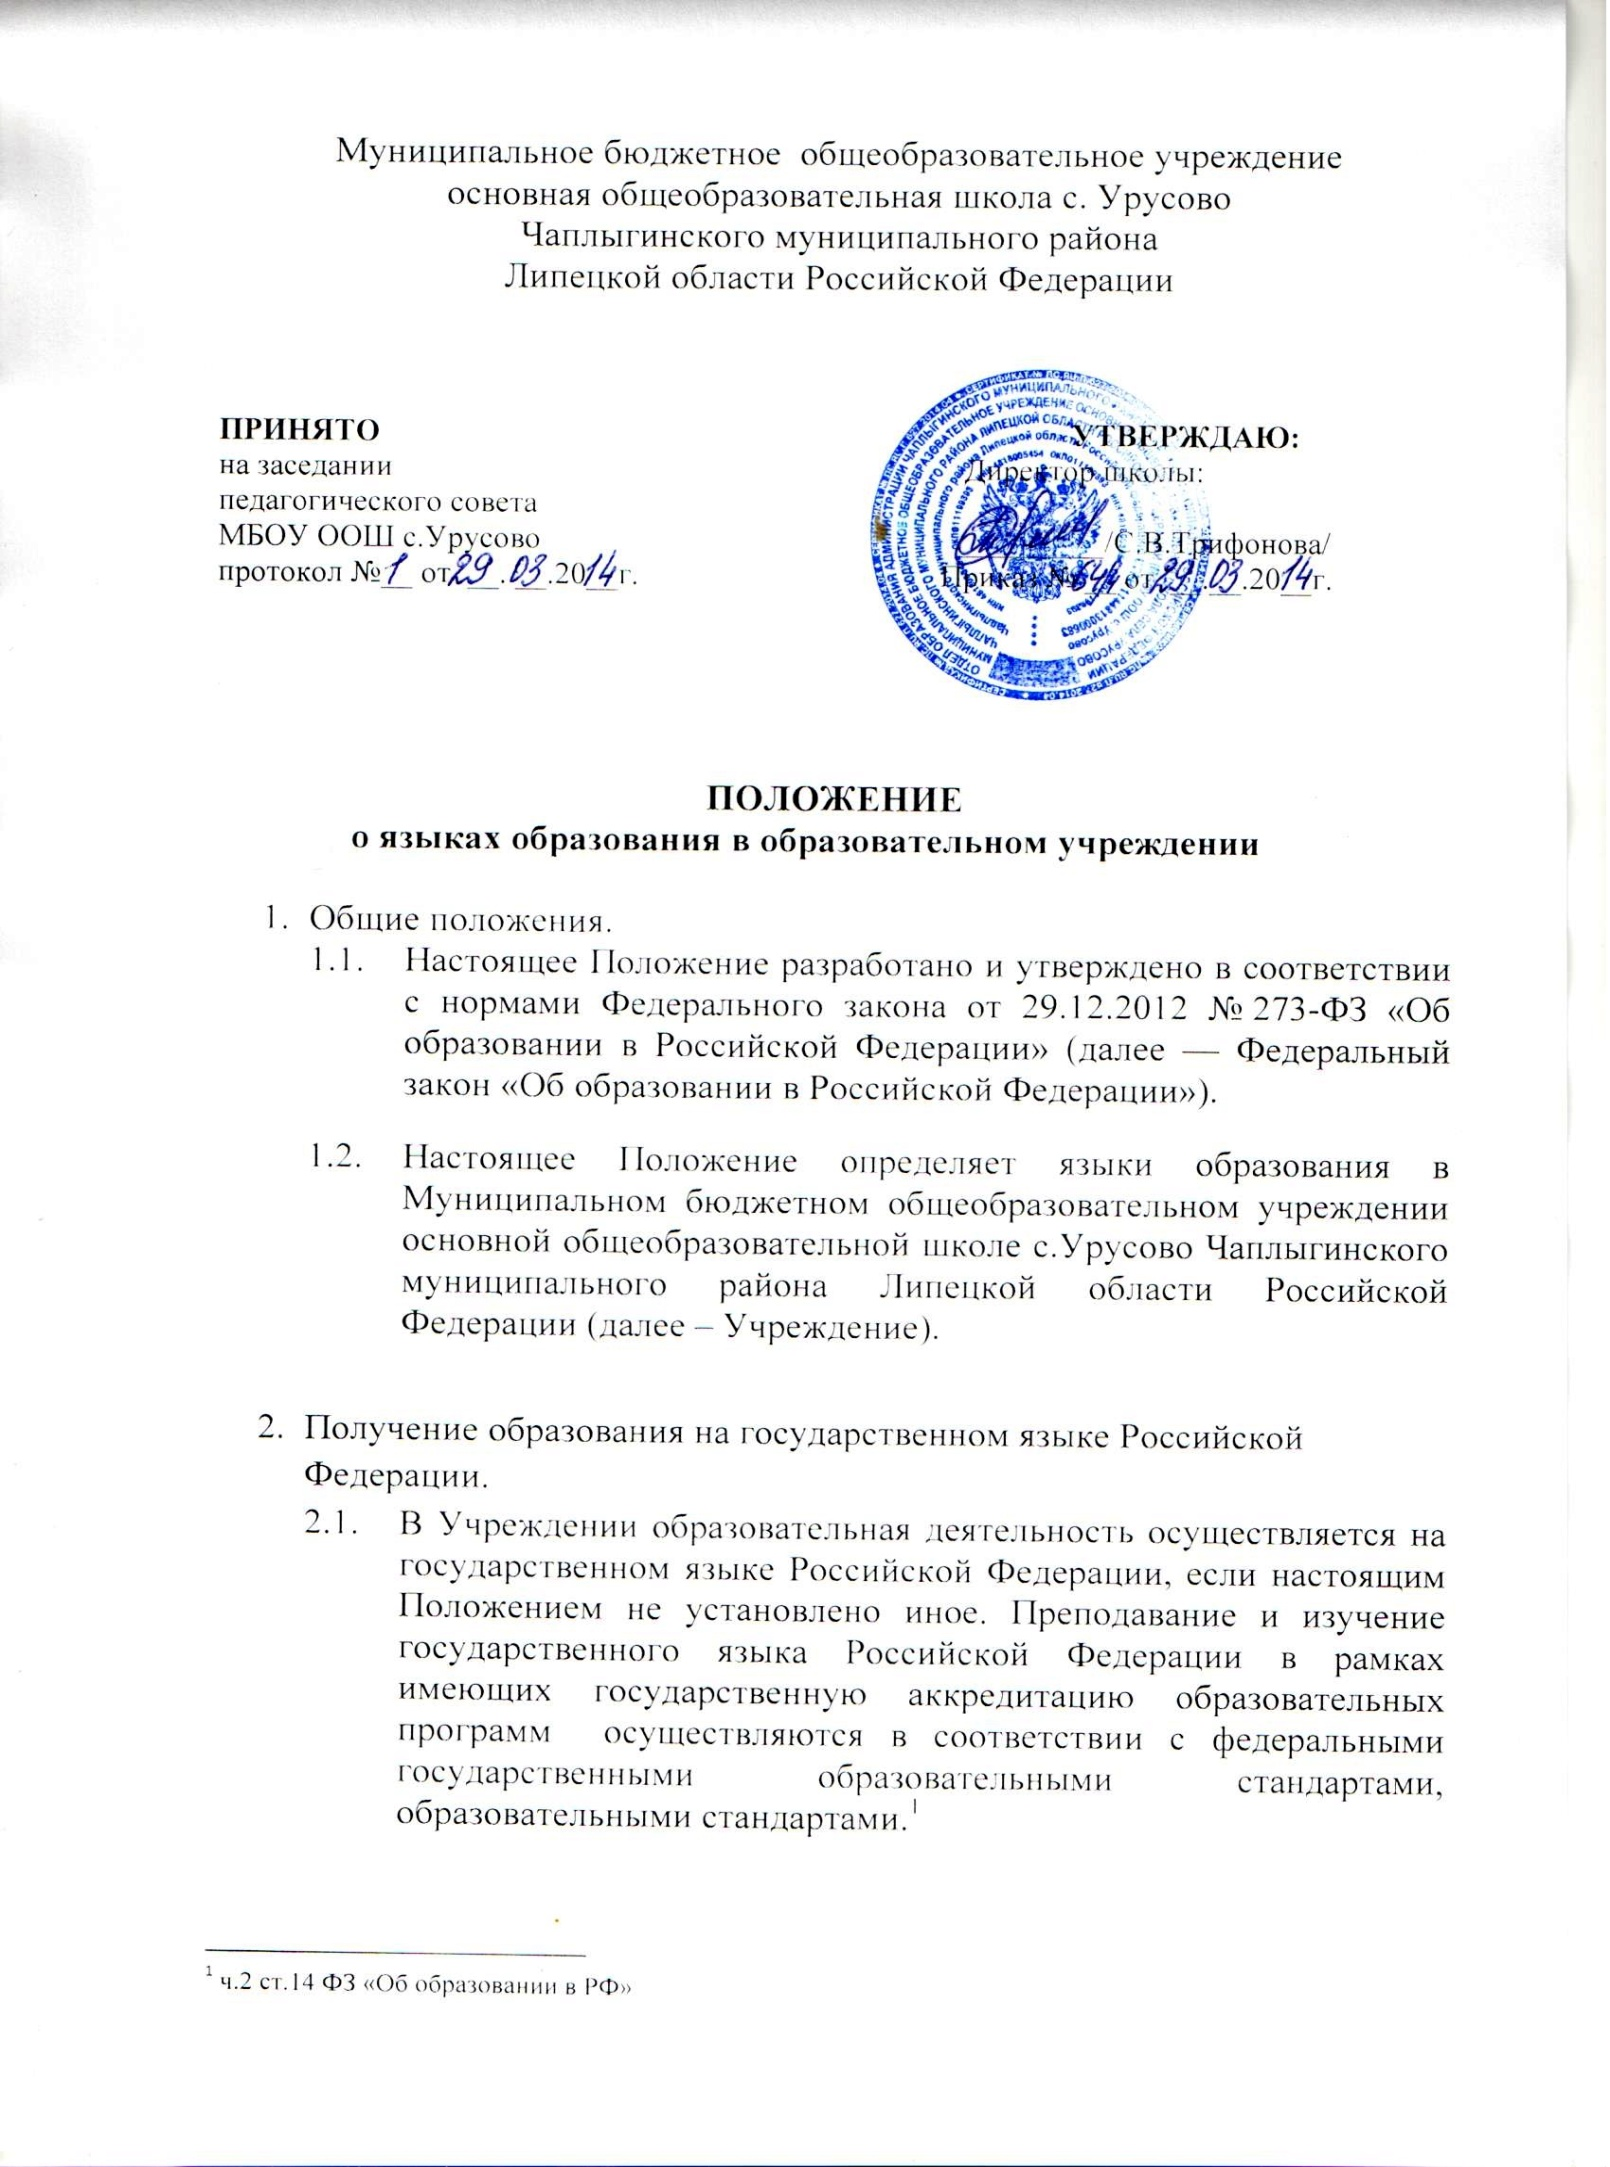 Муниципальное бюджетное общеобразовательное учреждение
основная общеобразовательная школа с. Урусово
Чаплыгинского муниципального района
Липецкой области Российской Федерации
ПРИНЯТО
на заседании
педагогического совета
МБОУ ООШ с.Урусово
протокол № 1 от 29.03.2014г.
УТВЕРЖДАЮ:
Директор школы:
/С.В.Трифонова/
Приказ № от 29.03.2014г.
ПОЛОЖЕНИЕ
о языках образования в образовательном учреждении
1. Общие положения.
1.1. Настоящее Положение разработано и утверждено в соответствии
с нормами Федерального закона от 29.12.2012 № 273-ФЗ «Об
образовании в Российской Федерации» (далее — Федеральный
закон «Об образовании в Российской Федерации»).
1.2. Настоящее Положение определяет языки образования в
Муниципальном бюджетном общеобразовательном учреждении
основной общеобразовательной школе с.Урусово Чаплыгинского
муниципального района Липецкой области Российской
Федерации (далее – Учреждение).
2. Получение образования на государственном языке Российской
Федерации.
2.1. В Учреждении образовательная деятельность осуществляется на
государственном языке Российской Федерации, если настоящим
Положением не установлено иное. Преподавание и изучение
государственного языка Российской Федерации в рамках
имеющих государственную аккредитацию образовательных
программ осуществляются в соответствии с федеральными
государственными образовательными стандартами,
образовательными стандартами.1
1 ч.2 ст.14 ФЗ «Об образовании в РФ»